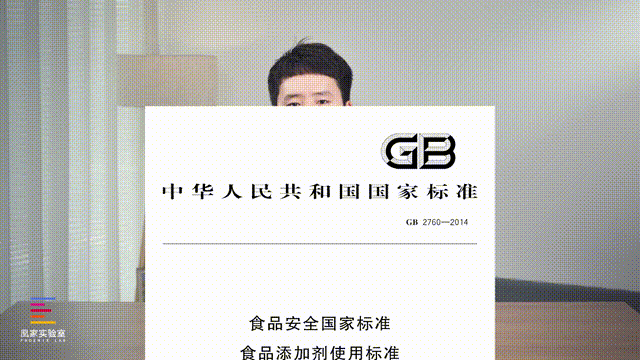 GB
中华人民共和国国家标准
GB 2760—2014
食品安全国家标准
食品添加剂使用标准
凰家实验室
PHOENIX LAB